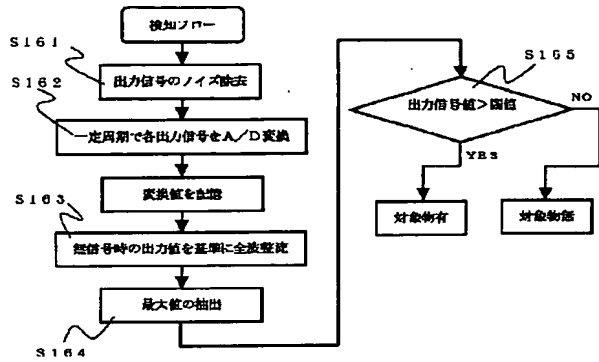 検知フロー
S161
出力信号のノイズ除去
S162
一定周期で各出力信号をA／D変換
変換値を記憶
S163
無信号時の出力値を基準に全波整流
最大値の抽出
S164
S165
出力信号値＞閾値
NO
YES
対象物有
対象物無